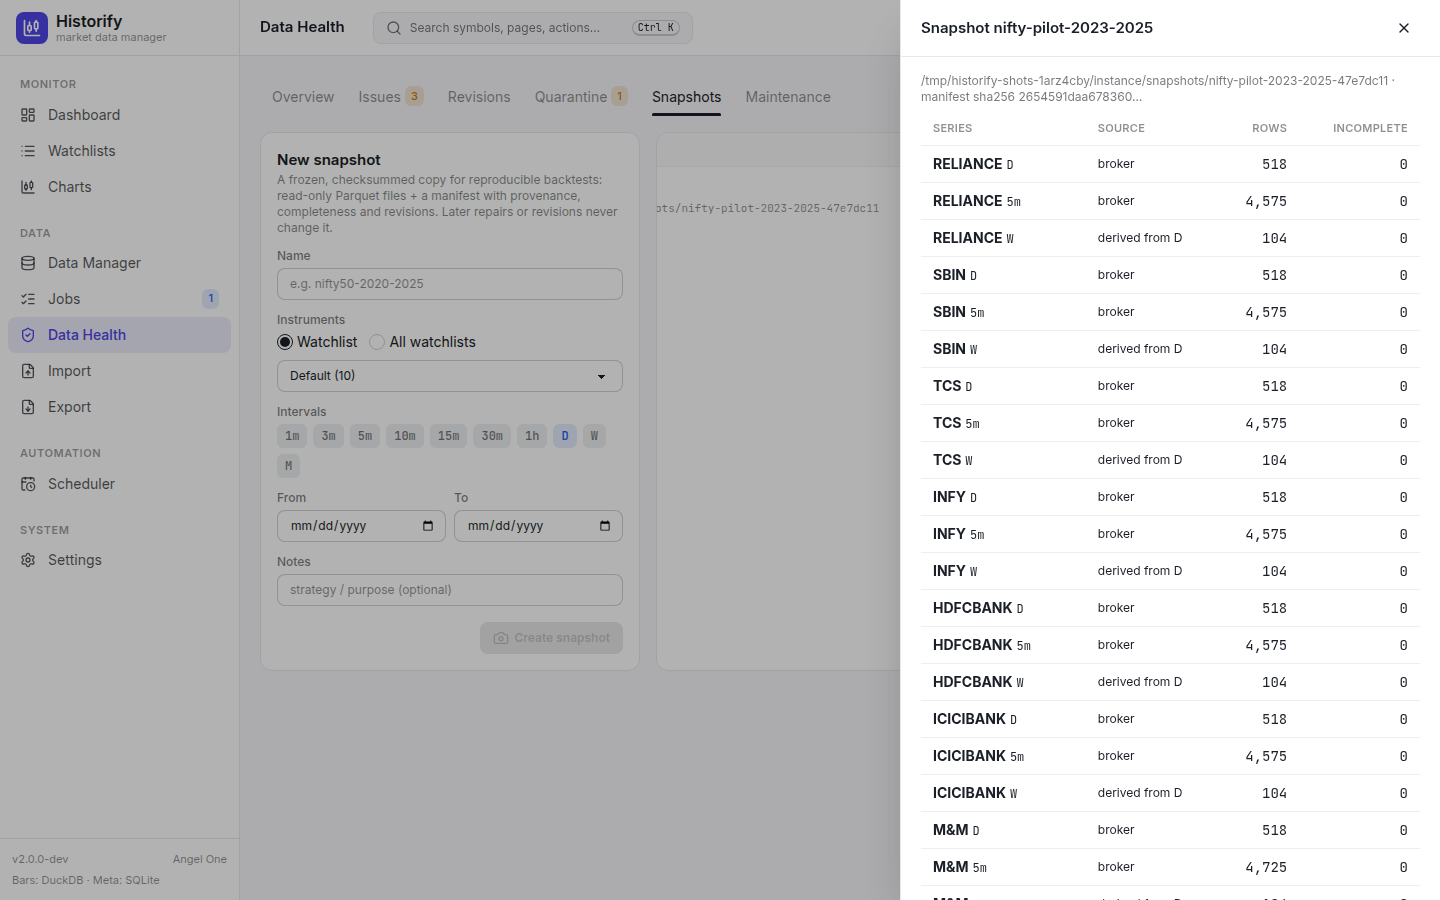 Historify
market data manager
MONITOR
Dashboard
Watchlists
Charts
DATA
Data Manager
Jobs 1
Data Health
Import
Export
AUTOMATION
Scheduler
SYSTEM
Settings
v2.0.0-dev Angel One
Bars: DuckDB · Meta: SQLite
Data Health Search symbols, pages, actions... Ctrl K
Overview Issues 3 Revisions Quarantine 1 Snapshots Maintenance
New snapshot
A frozen, checksummed copy for reproducible backtests:
read-only Parquet files + a manifest with provenance,
completeness and revisions. Later repairs or revisions never
change it.
Name
e.g. nifty50-2020-2025
Instruments
Watchlist All watchlists
Default (10)
Intervals
1m 3m 5m 10m 15m 30m 1h D W
M
From To
mm/dd/yyyy mm/dd/yyyy
Notes
strategy / purpose (optional)
Create snapshot
ots/nifty-pilot-2023-2025-47e7dc11
Snapshot nifty-pilot-2023-2025
/tmp/historify-shots-1arz4cby/instance/snapshots/nifty-pilot-2023-2025-47e7dc11 ·
manifest sha256 2654591daa678360...
SERIES SOURCE ROWS INCOMPLETE
RELIANCE D broker 518 0
RELIANCE 5m broker 4,575 0
RELIANCE W derived from D 104 0
SBIN D broker 518 0
SBIN 5m broker 4,575 0
SBIN W derived from D 104 0
TCS D broker 518 0
TCS 5m broker 4,575 0
TCS W derived from D 104 0
INFY D broker 518 0
INFY 5m broker 4,575 0
INFY W derived from D 104 0
HDFCBANK D broker 518 0
HDFCBANK 5m broker 4,575 0
HDFCBANK W derived from D 104 0
ICICIBANK D broker 518 0
ICICIBANK 5m broker 4,575 0
ICICIBANK W derived from D 104 0
M&M D broker 518 0
M&M 5m broker 4,725 0